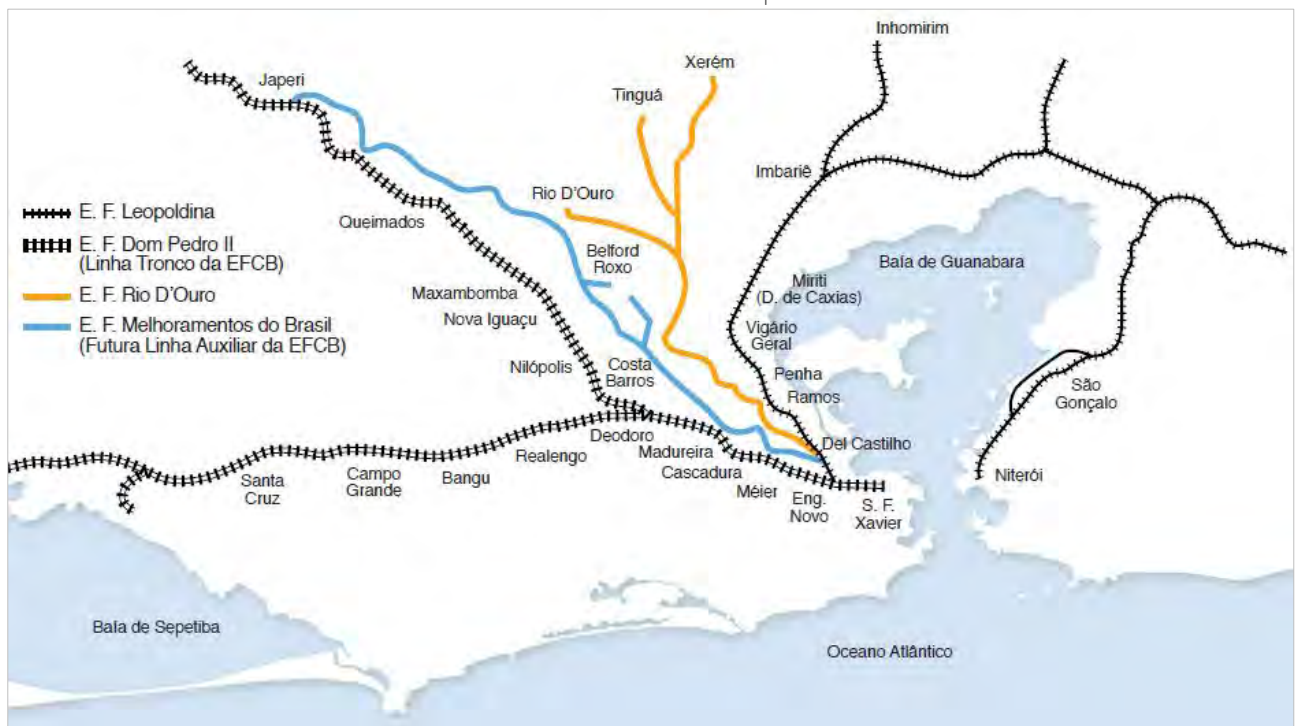 Inhomirim
Xerém
Japeri
Tinguá
Imbariê
Rio D'Ouro
E. F. Leopoldina
Queimados
E. F. Dom Pedro II
(Linha Tronco da EFCB)
Belford
Roxo
Baía de Guanabara
Miriti
(D. de Caxias)
E. F. Rio D'Ouro
Maxambomba
Nova Iguaçu
E. F. Melhoramentos do Brasil
(Futura Linha Auxiliar da EFCB)
Vigário
Geral
Nilópolis
Costa
Barros
Penha
Ramos
São
Gonçalo
Deodoro
Del Castilho
Realengo
Madureira
Cascadura
Santa
Cruz
Campo
Grande
Bangu
Méier
Eng.
Novo
S. F.
Xavier
Niterói
Baía de Sepetiba
Oceano Atlântico